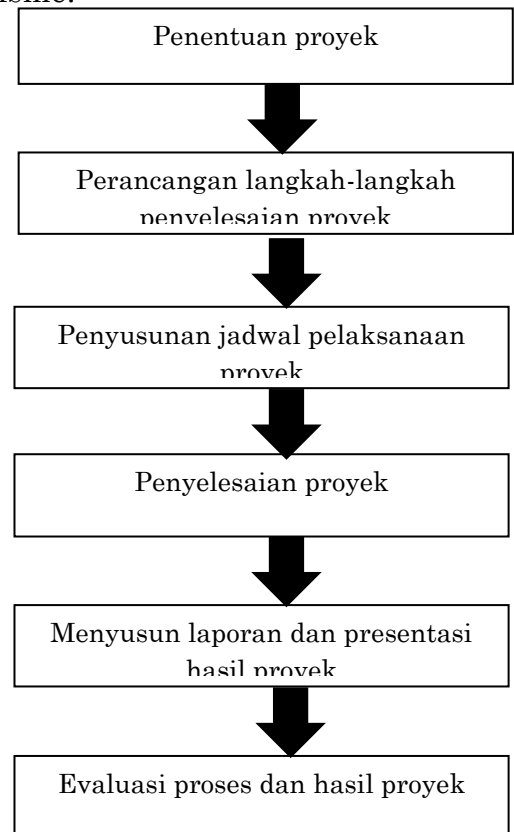 Penentuan proyek
Perancangan langkah-langkah
penyelesaian proyek
Penyusunan jadwal pelaksanaan
proyek
Penyelesaian proyek
Menyusun laporan dan presentasi
hasil proyek
Evaluasi proses dan hasil proyek